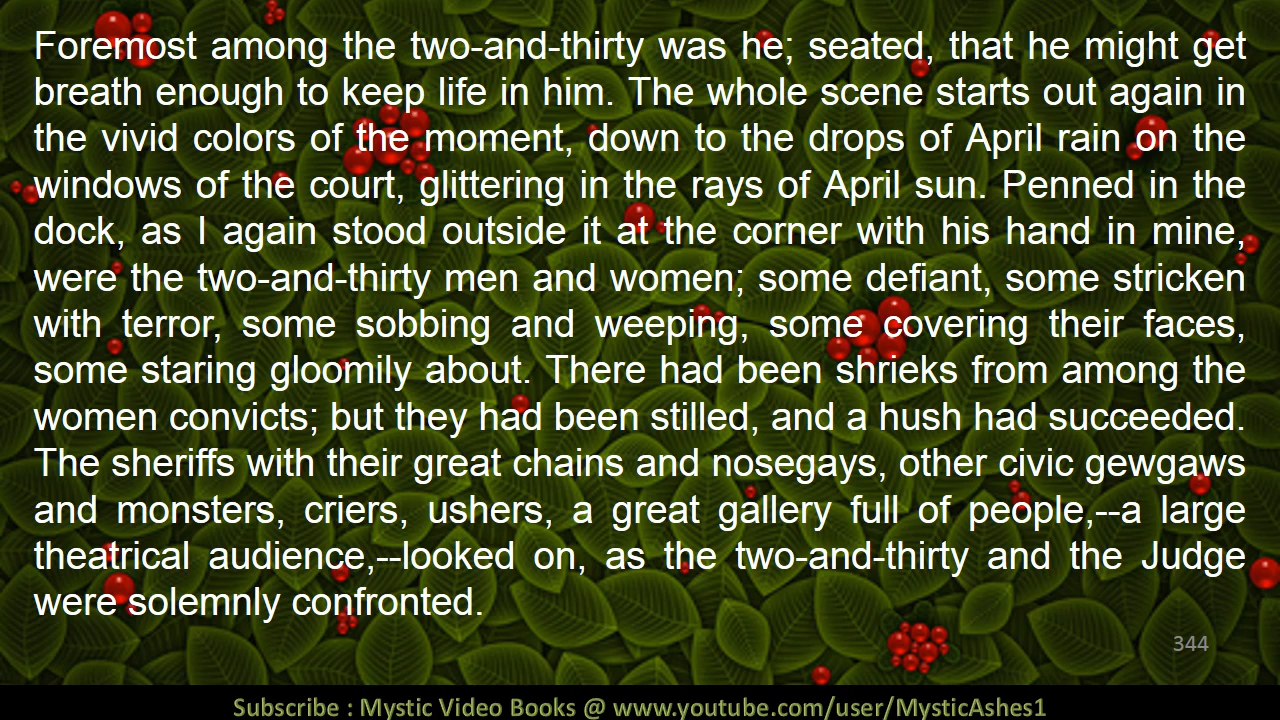 Foremost among the two-and-thirty was he; seated, that he might get
breath enough to keep life in him. The whole scene starts out again in
the vivid colors of the moment, down to the drops of April rain on the
windows of the court, glittering in the rays of April sun. Penned in the
dock, as I again stood outside it at the corner with his hand in mine,
were the two-and-thirty men and women; some defiant, some stricken
with terror, some sobbing and weeping, some covering their faces,
some staring gloomily about. There had been shrieks from among the
women convicts; but they had been stilled, and a hush had succeeded.
The sheriffs with their great chains and nosegays, other civic gewgaws
and monsters, criers, ushers, a great gallery full of people,--a large
theatrical audience,--looked on, as the two-and-thirty and the Judge
were solemnly confronted.
344
Subscribe : Mystic Video Books @ www.youtube.com/user/MysticAshes1